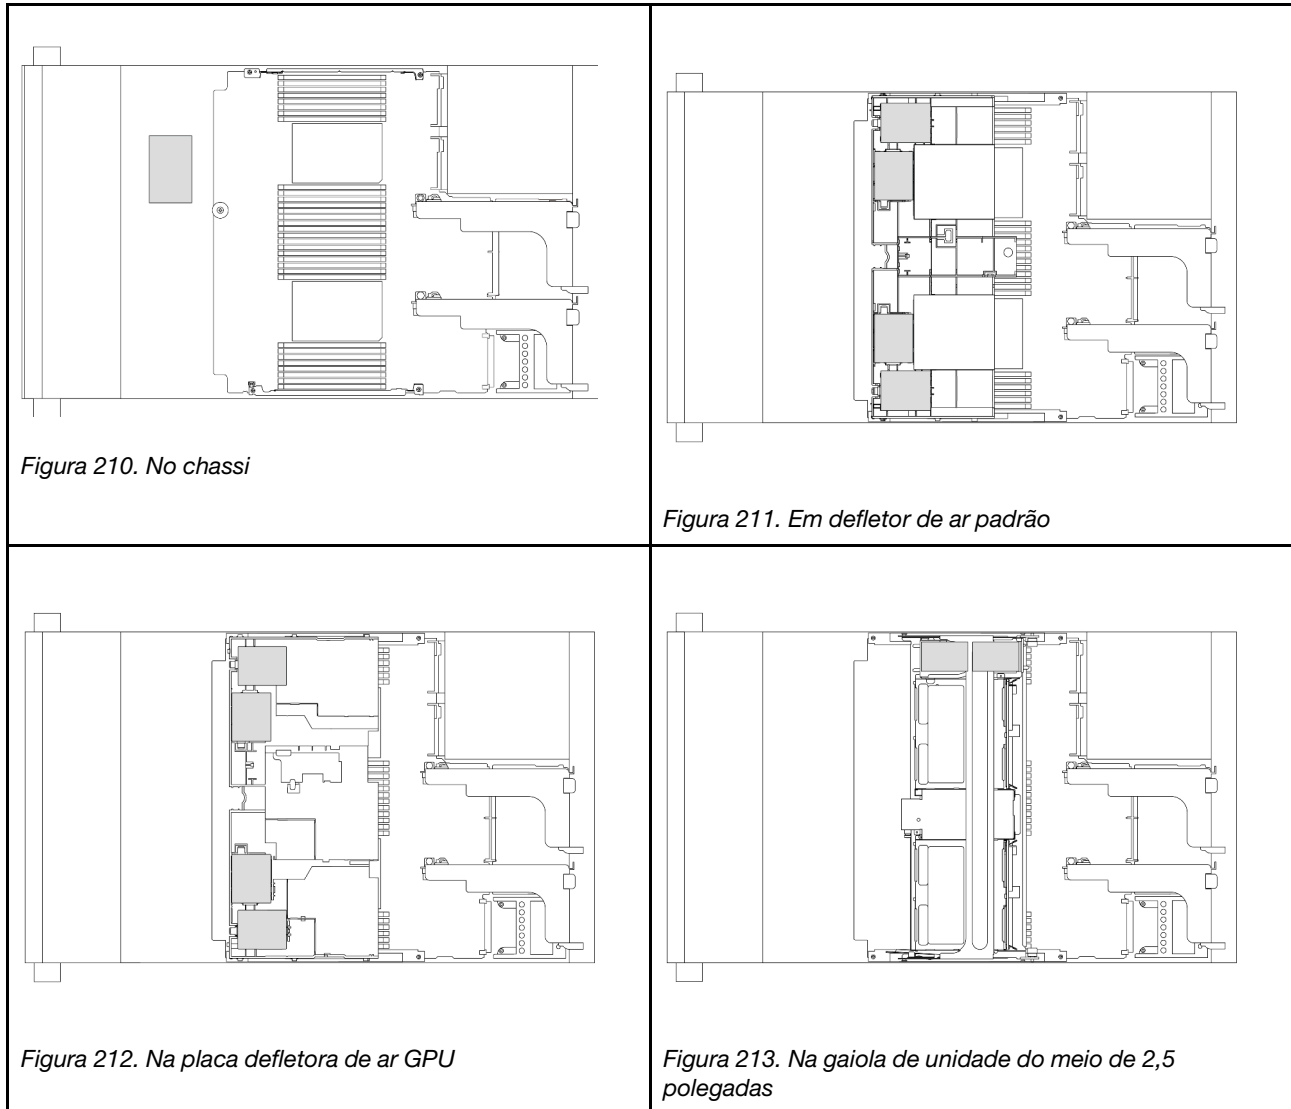 Figura 210. No chassi
Figura 211. Em defletor de ar padrão
Figura 212. Na placa defletora de ar GPU
Figura 213. Na gaiola de unidade do meio de 2,5
polegadas